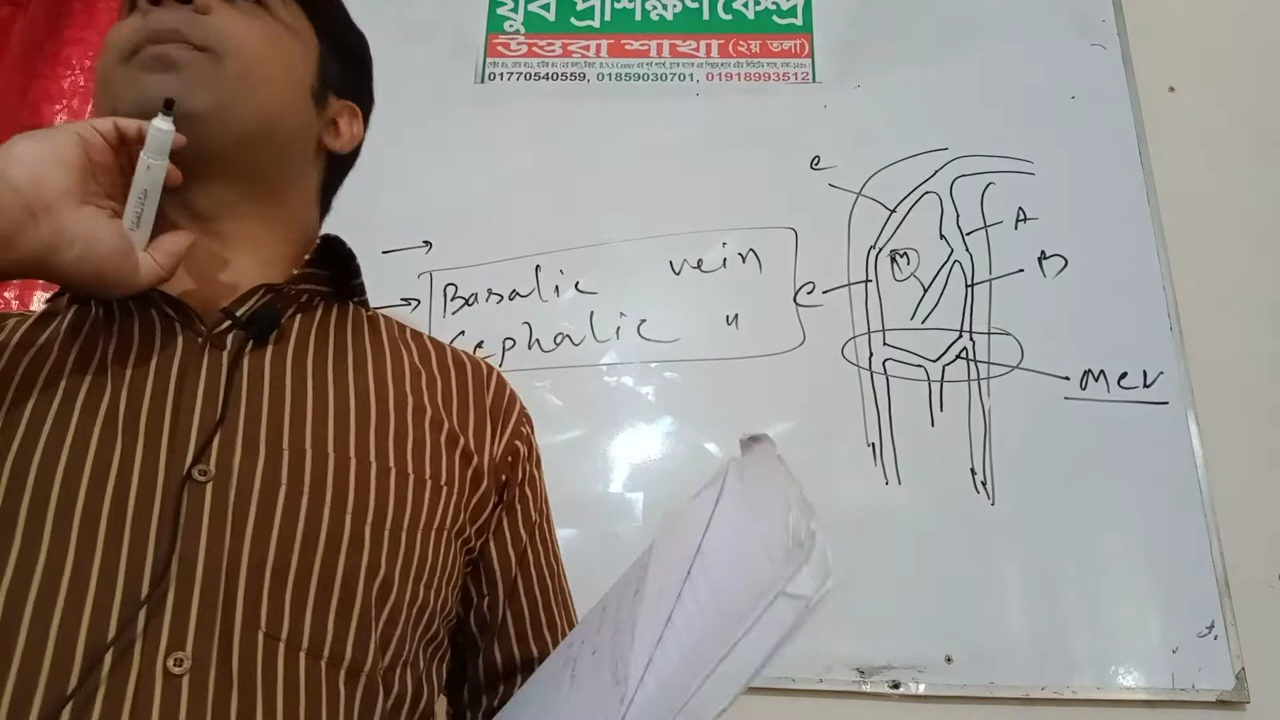 যুব প্রশিক্ষণ কেন্দ্র
উত্তরা শাখা (২য় তলা)
01770540559, 01859030701, 01918993512
Basalic vein
Cephalic "
C
A
M
B
C
MCV